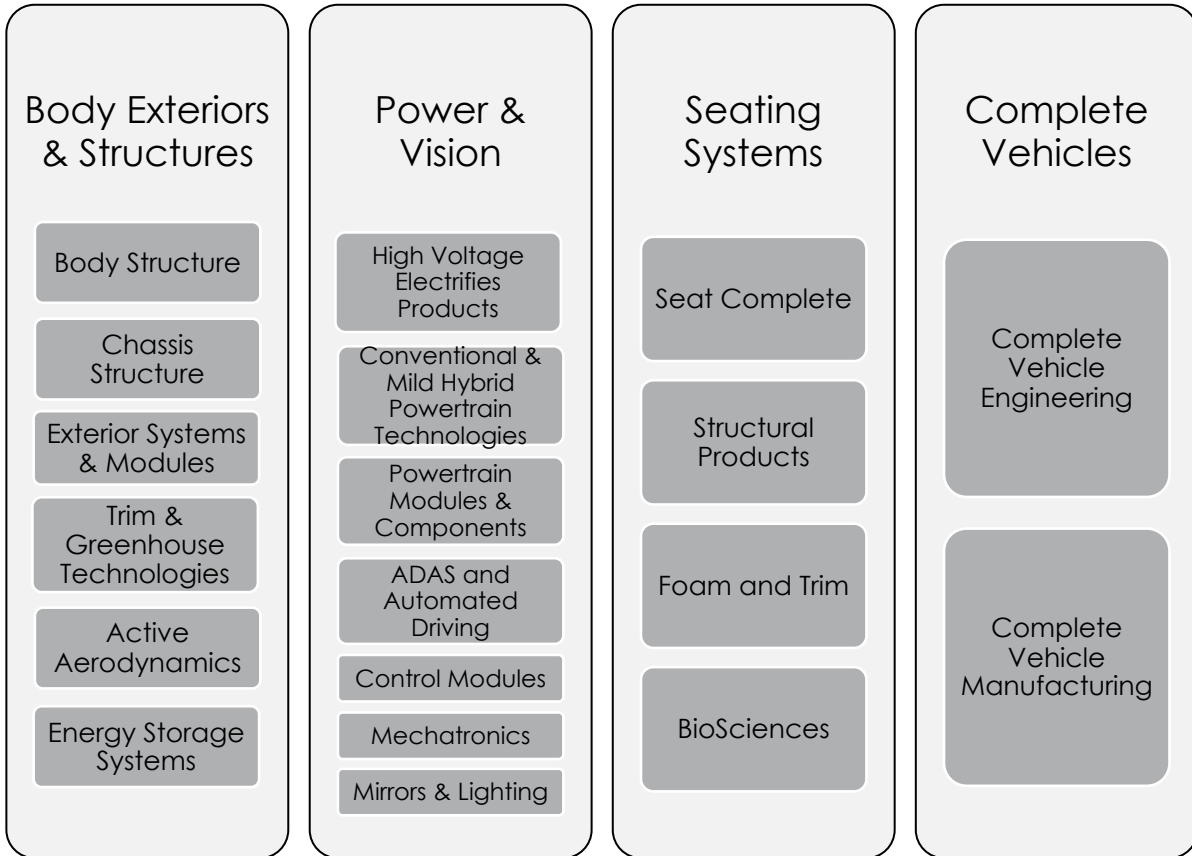 Body Exteriors
& Structures
Body Structure
Chassis
Structure
Exterior Systems
& Modules
Trim &
Greenhouse
Technologies
Active
Aerodynamics
Energy Storage
Systems
Power &
Vision
High Voltage
Electrifies
Products
Conventional &
Mild Hybrid
Powertrain
Technologies
Powertrain
Modules &
Components
ADAS and
Automated
Driving
Control Modules
Mechatronics
Mirrors & Lighting
Seating
Systems
Seat Complete
Structural
Products
Foam and Trim
BioSciences
Complete
Vehicles
Complete
Vehicle
Engineering
Complete
Vehicle
Manufacturing